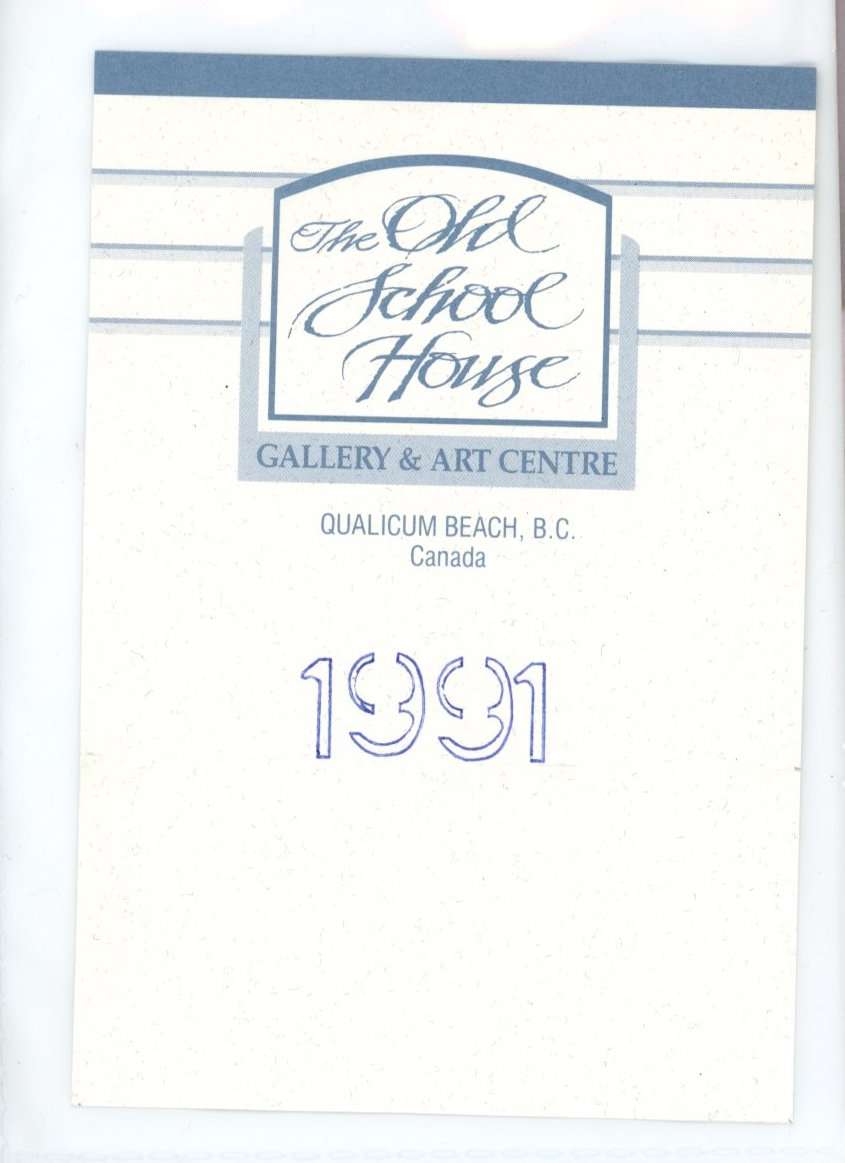 The Old
School
House
GALLERY & ART CENTRE
QUALICUM BEACH, B.C.
Canada
1991